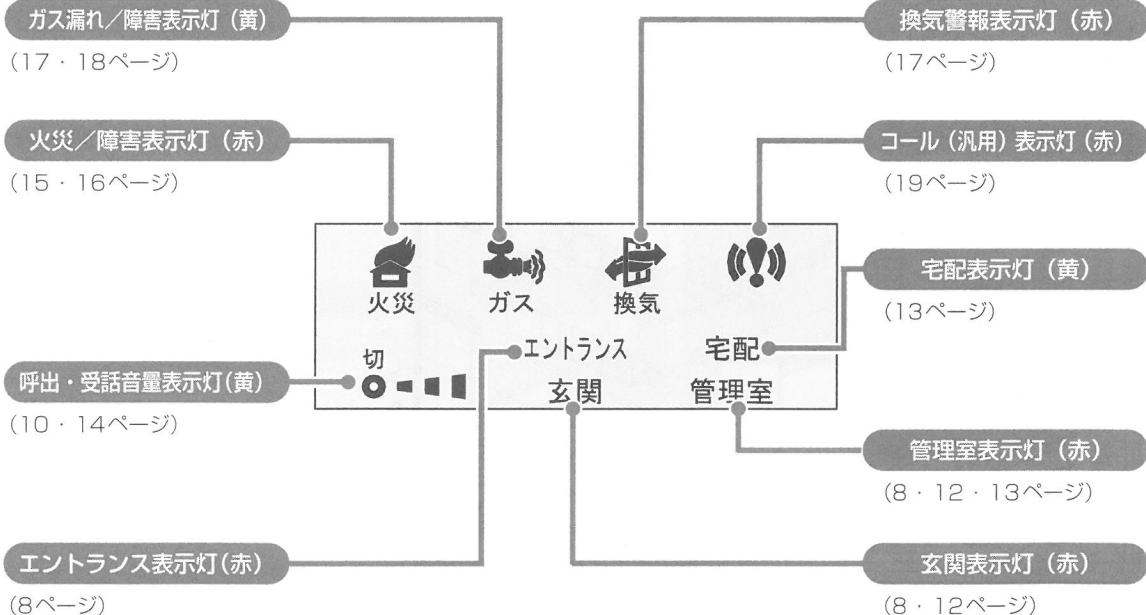 ガス漏れ/障害表示灯(黄)
(17・18ページ)
換気警報表示灯(赤)
(17ページ)
火災/障害表示灯(赤)
(15・16ページ)
コール(汎用)表示灯(赤)
(19ページ)
火災
ガス
換気
宅配表示灯(黄)
(13ページ)
切
エントランス
宅配
玄関
管理室
呼出・受話音量表示灯(黄)
(10・14ページ)
管理室表示灯(赤)
(8・12・13ページ)
エントランス表示灯(赤)
(8ページ)
玄関表示灯(赤)
(8・12ページ)